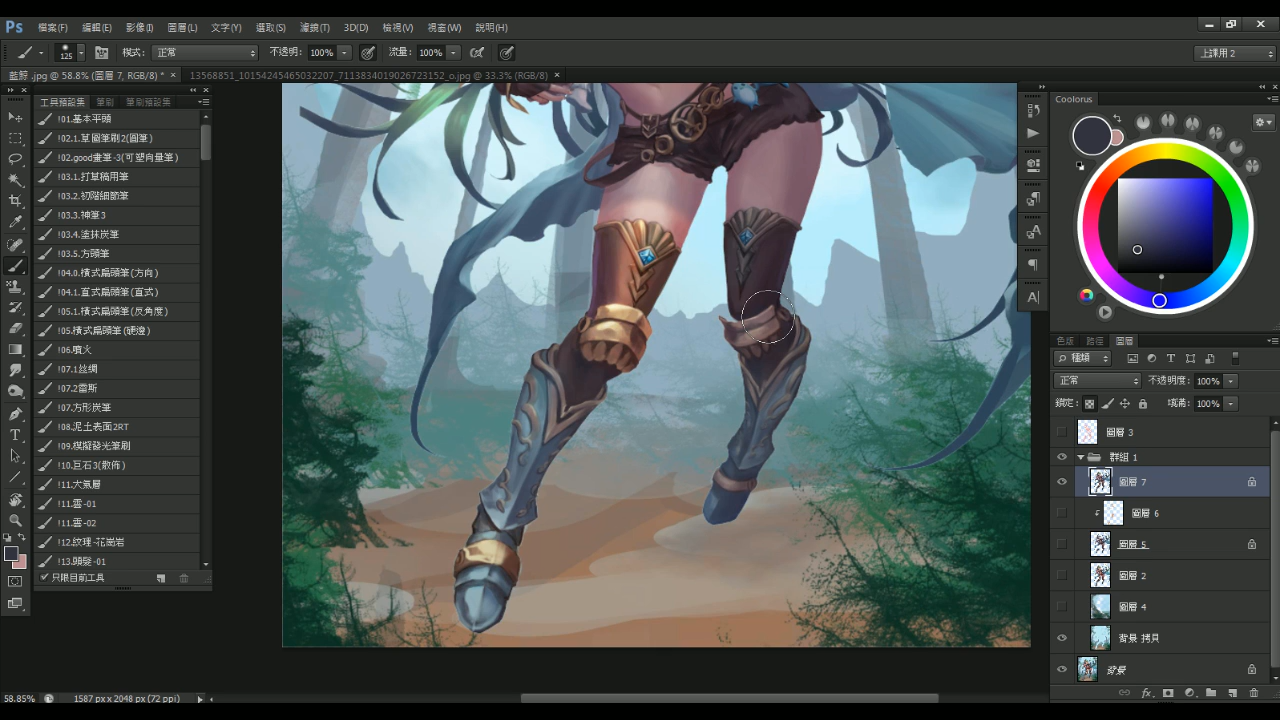 Ps 檔案(F) 編輯(E) 影像(I) 圖層(L) 文字(Y) 選取(S) 濾鏡(T) 3D(D) 檢視(V) 視窗(W) 說明(H)
125 模式: 正常 不透明: 100% 流量: 100% 上課用 2
藍鬍 .jpg @ 58.8% (圖層 7, RGB/8) * × 13568851_10154245465032207_7113834019026723152_o.jpg @ 33.3% (RGB/8) ×
工具預設集 筆刷 筆刷預設集
!01.基本平頭
!02.1.草圖筆刷2(圓筆)
!02.good畫筆-3(可塑向量筆)
!03.1.打草稿用筆
!03.2.初階細節筆
!03.3.神筆3
!03.4.塗抹炭筆
!03.5.方頭筆
!04.0.橫式扁頭筆(方向)
!04.1.直式扁頭筆(直式)
!05.1.橫式扁頭筆(反角度)
!05.橫式扁頭筆(硬邊)
!06.噴火
!07.1絲綢
!07.2雷斯
!07.方形炭筆
!08.泥土表面2RT
!09.模擬發光筆刷
!10.巨石3(散佈)
!11.大氣層
!11.雲-01
!11.雲-02
!12.紋理-花崗岩
!13.頭髮-01
只限目前工具
Coolorus
色版 路徑 圖層
種類
正常 不透明度: 100%
鎖定: 填滿: 100%
圖層 3
群組 1
圖層 7
圖層 6
圖層 5
圖層 2
圖層 4
背景 拷貝
背景
58.85% 1587 px x 2048 px (72 ppi)